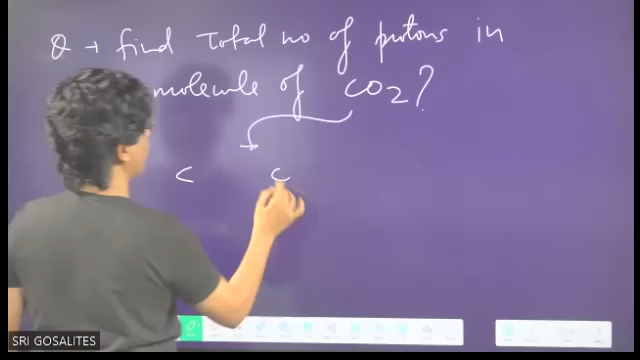 Q → find Total no of protons in
molecule of CO2?
C C
SRI GOSALITES